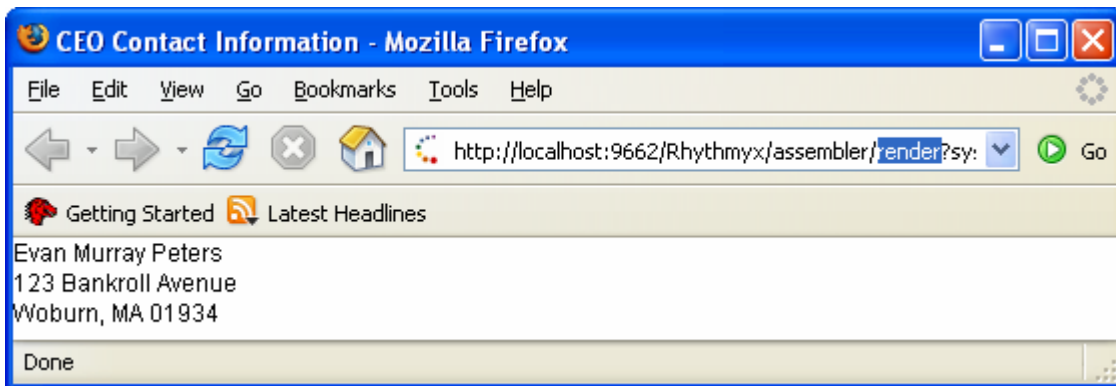 CEO Contact Information - Mozilla Firefox
File Edit View Go Bookmarks Tools Help
http://localhost:9662/Rhythmyx/assembler/render?sy: Go
Getting Started Latest Headlines
Evan Murray Peters
123 Bankroll Avenue
Woburn, MA 01934
Done